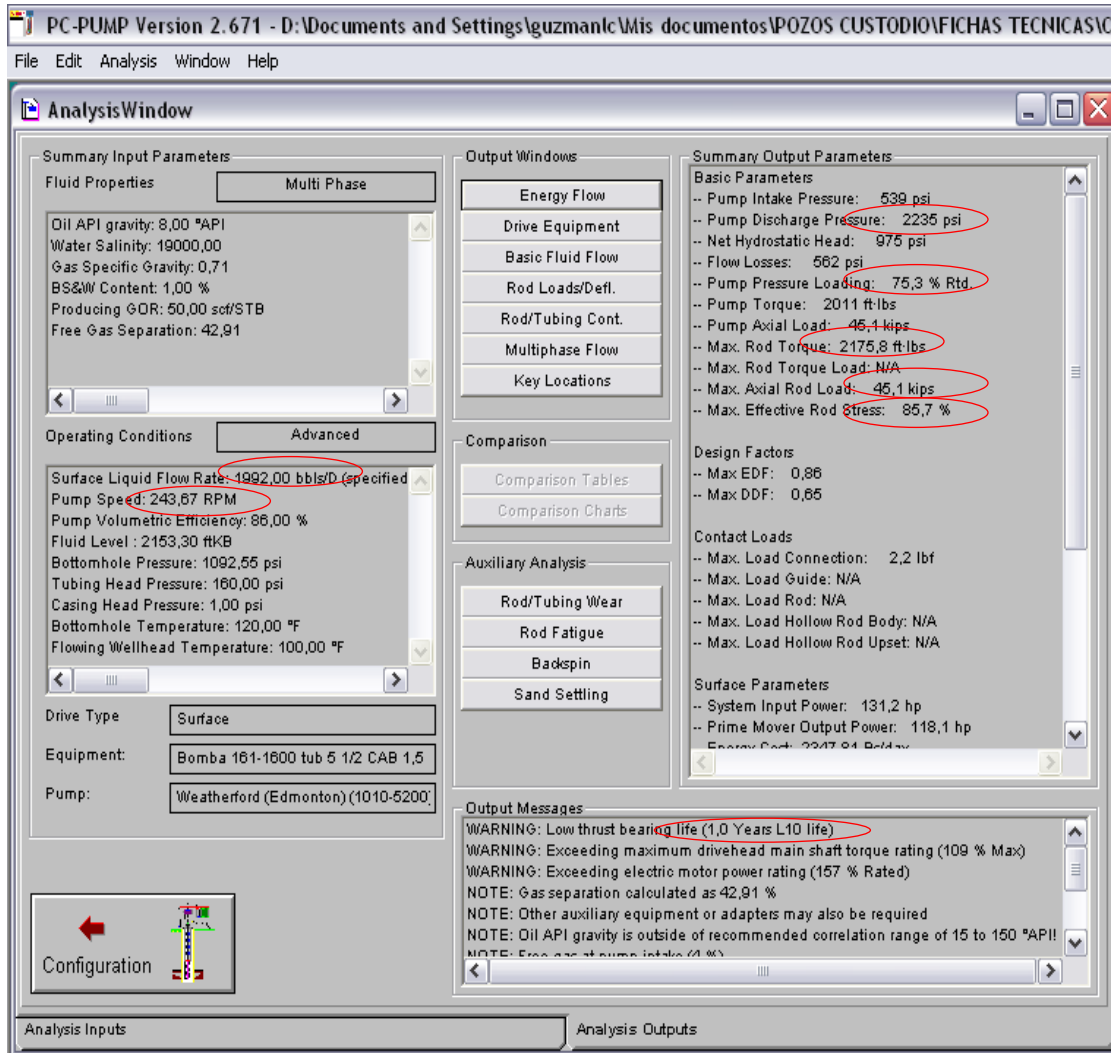 PC-PUMP Version 2.671 - D:\Documents and Settings\guzmanlc\Mis documentos\POZOS CUSTODIO\FICHAS TECNICAS\C
File Edit Analysis Window Help
AnalysisWindow
Summary Input Parameters
Fluid Properties
Multi Phase
Oil API gravity: 8,00 °API
Water Salinity: 19000,00
Gas Specific Gravity: 0,71
BS&W Content: 1,00 %
Producing GOR: 50,00 scf/STB
Free Gas Separation: 42,91
Operating Conditions
Advanced
Surface Liquid Flow Rate: 1992,00 bbls/D (specified
Pump Speed: 243,67 RPM
Pump Volumetric Efficiency: 86,00 %
Fluid Level : 2153,30 ftKB
Bottomhole Pressure: 1092,55 psi
Tubing Head Pressure: 160,00 psi
Casing Head Pressure: 1,00 psi
Bottomhole Temperature: 120,00 °F
Flowing Wellhead Temperature: 100,00 °F
Drive Type
Surface
Equipment:
Bomba 161-1600 tub 5 1/2 CAB 1,5
Pump:
Weatherford (Edmonton) (1010-5200)
Configuration
Output Windows
Energy Flow
Drive Equipment
Basic Fluid Flow
Rod Loads/Defl.
Rod/Tubing Cont.
Multiphase Flow
Key Locations
Comparison
Comparison Tables
Comparison Charts
Auxiliary Analysis
Rod/Tubing Wear
Rod Fatigue
Backspin
Sand Settling
Summary Output Parameters
Basic Parameters
-- Pump Intake Pressure: 539 psi
-- Pump Discharge Pressure: 2235 psi
-- Net Hydrostatic Head: 975 psi
-- Flow Losses: 562 psi
-- Pump Pressure Loading: 75,3 % Rtd.
-- Pump Torque: 2011 ft·lbs
-- Pump Axial Load: 45,1 kips
-- Max. Rod Torque: 2175,8 ft·lbs
-- Max. Rod Torque Load: N/A
-- Max. Axial Rod Load: 45,1 kips
-- Max. Effective Rod Stress: 85,7 %
Design Factors
-- Max EDF: 0,86
-- Max DDF: 0,65
Contact Loads
-- Max. Load Connection: 2,2 lbf
-- Max. Load Guide: N/A
-- Max. Load Rod: N/A
-- Max. Load Hollow Rod Body: N/A
-- Max. Load Hollow Rod Upset: N/A
Surface Parameters
-- System Input Power: 131,2 hp
-- Prime Mover Output Power: 118,1 hp
-- Energy Cost: 2347,81 Bs/day
Output Messages
WARNING: Low thrust bearing life (1,0 Years L10 life)
WARNING: Exceeding maximum drivehead main shaft torque rating (109 % Max)
WARNING: Exceeding electric motor power rating (157 % Rated)
NOTE: Gas separation calculated as 42,91 %
NOTE: Other auxiliary equipment or adapters may also be required
NOTE: Oil API gravity is outside of recommended correlation range of 15 to 150 °API!
NOTE: Free gas at pump intake (4 %)
Analysis Inputs
Analysis Outputs